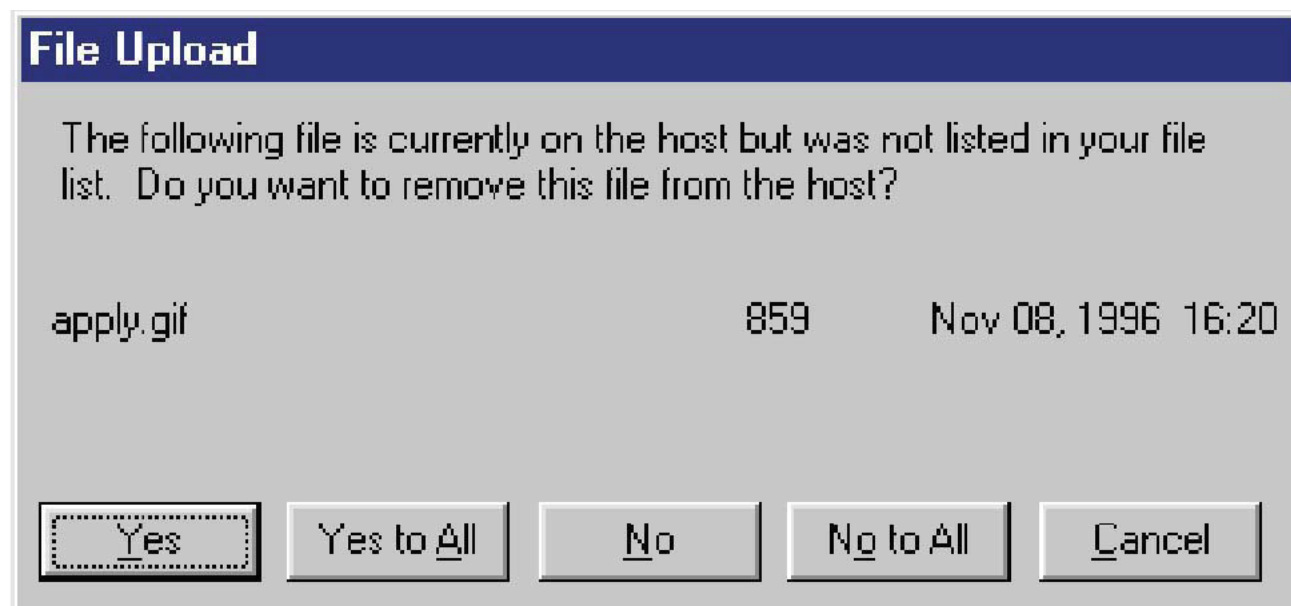 File Upload
The following file is currently on the host but was not listed in your file
list. Do you want to remove this file from the host?
apply.gif 859 Nov 08, 1996 16:20
Yes Yes to All No No to All Cancel